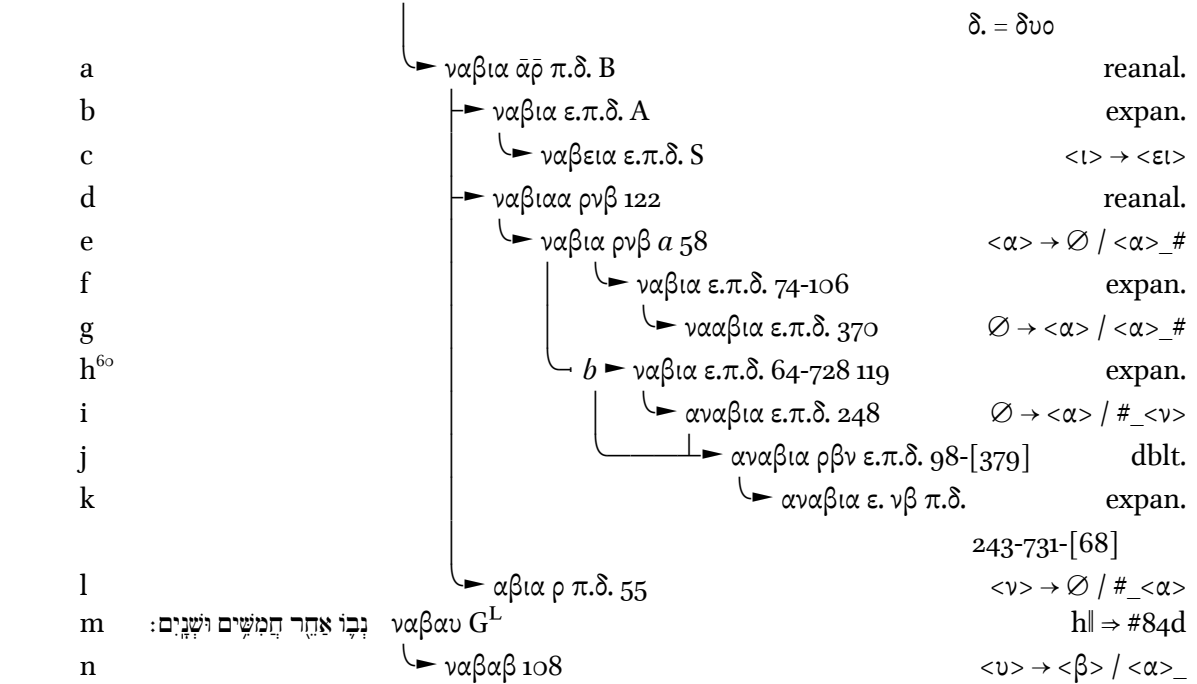 δ. = δυο
a ναβια ᾱρ̄ π.δ. B reanal.
b ναβια ε.π.δ. A expan.
c ναβεια ε.π.δ. S <ι> → <ει>
d ναβιαα ρνβ 122 reanal.
e ναβια ρνβ a 58 <α> → ∅ / <α>_#
f ναβια ε.π.δ. 74-106 expan.
g νααβια ε.π.δ. 370 ∅ → <α> / <α>_#
h⁶⁰ b ναβια ε.π.δ. 64-728 119 expan.
i αναβια ε.π.δ. 248 ∅ → <α> / #_<ν>
j αναβια ρβν ε.π.δ. 98-[379] dblt.
k αναβια ε. νβ π.δ. expan.
243-731-[68]
l αβια ρ π.δ. 55 <ν> → ∅ / #_<α>
m נְב֥וֹ אַחֵ֖ר חֲמִשִּׁ֥ים וּשְׁנָֽיִם׃ ναβαυ Gᴸ h‖ ⇒ #84d
n ναβαβ 108 <υ> → <β> / <α>_